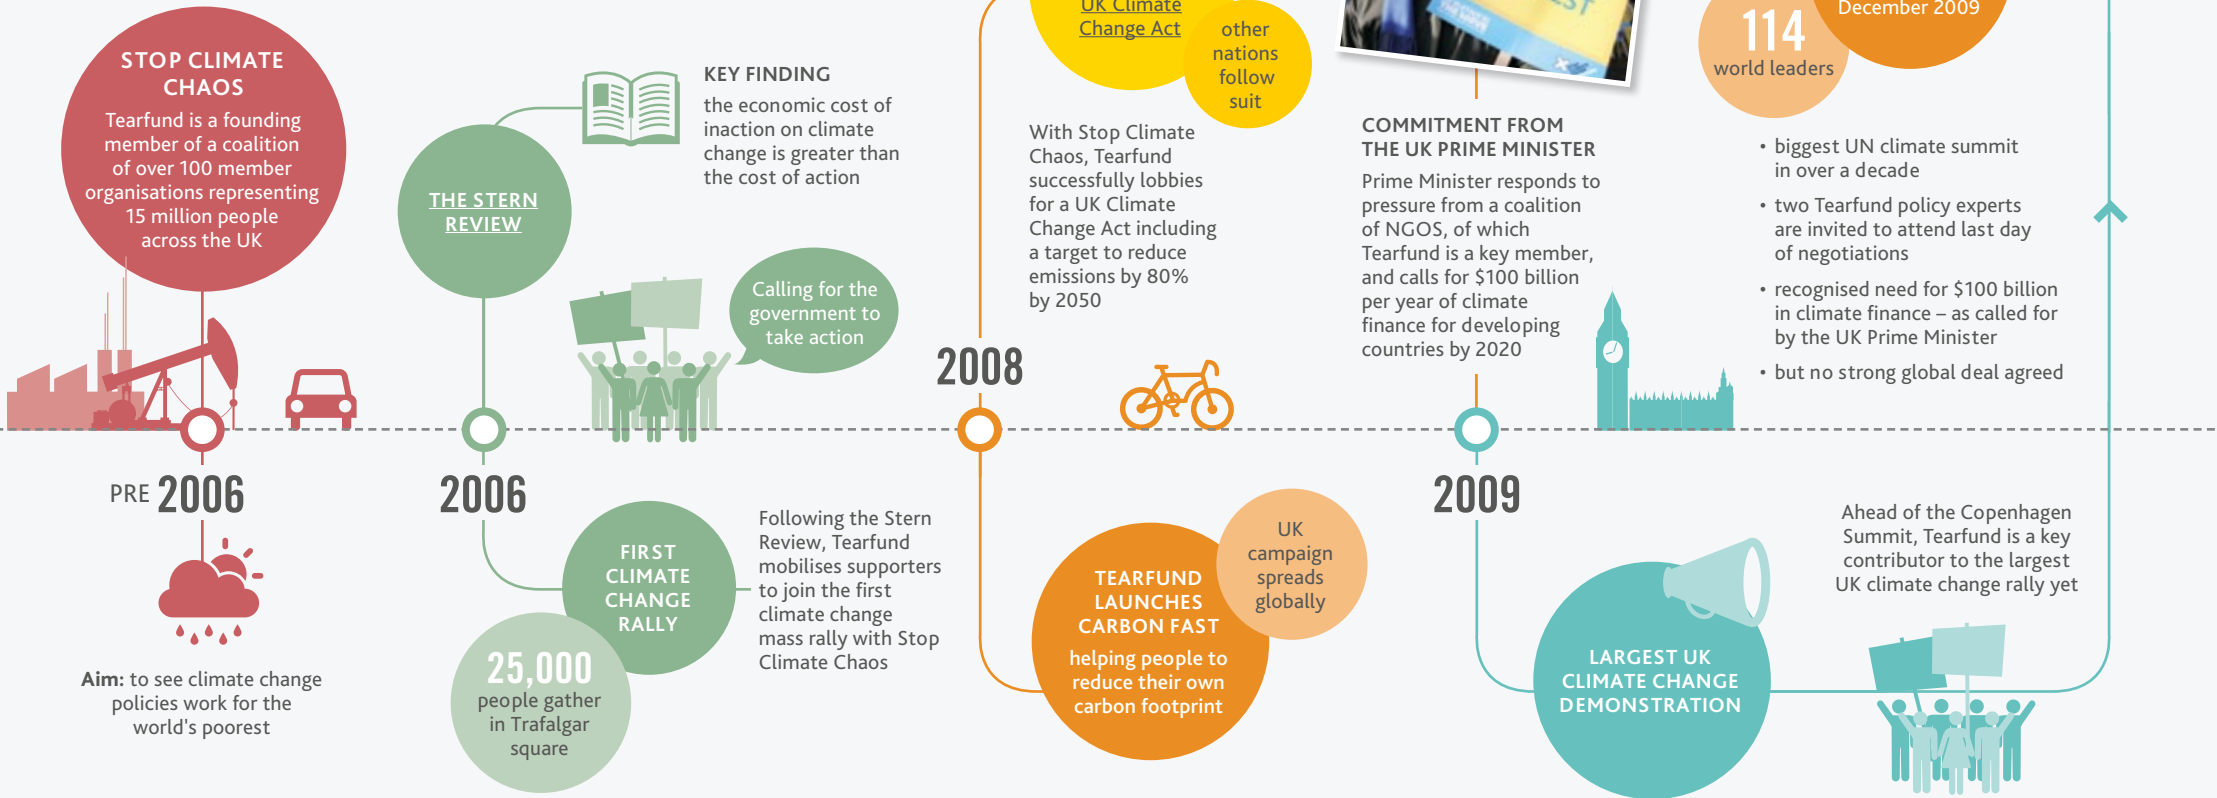 STOP CLIMATE
CHAOS
Tearfund is a founding
member of a coalition
of over 100 member
organisations representing
15 million people
across the UK
PRE 2006
Aim: to see climate change
policies work for the
world's poorest
THE STERN
REVIEW
KEY FINDING
the economic cost of
inaction on climate
change is greater than
the cost of action
Calling for the
government to
take action
2006
FIRST
CLIMATE
CHANGE
RALLY
25,000
people gather
in Trafalgar
square
Following the Stern
Review, Tearfund
mobilises supporters
to join the first
climate change
mass rally with Stop
Climate Chaos
UK Climate
Change Act
other
nations
follow
suit
With Stop Climate
Chaos, Tearfund
successfully lobbies
for a UK Climate
Change Act including
a target to reduce
emissions by 80%
by 2050
2008
TEARFUND
LAUNCHES
CARBON FAST
helping people to
reduce their own
carbon footprint
UK
campaign
spreads
globally
COMMITMENT FROM
THE UK PRIME MINISTER
Prime Minister responds to
pressure from a coalition
of NGOS, of which
Tearfund is a key member,
and calls for $100 billion
per year of climate
finance for developing
countries by 2020
2009
LARGEST UK
CLIMATE CHANGE
DEMONSTRATION
December 2009
114
world leaders
• biggest UN climate summit
in over a decade
• two Tearfund policy experts
are invited to attend last day
of negotiations
• recognised need for $100 billion
in climate finance – as called for
by the UK Prime Minister
• but no strong global deal agreed
Ahead of the Copenhagen
Summit, Tearfund is a key
contributor to the largest
UK climate change rally yet